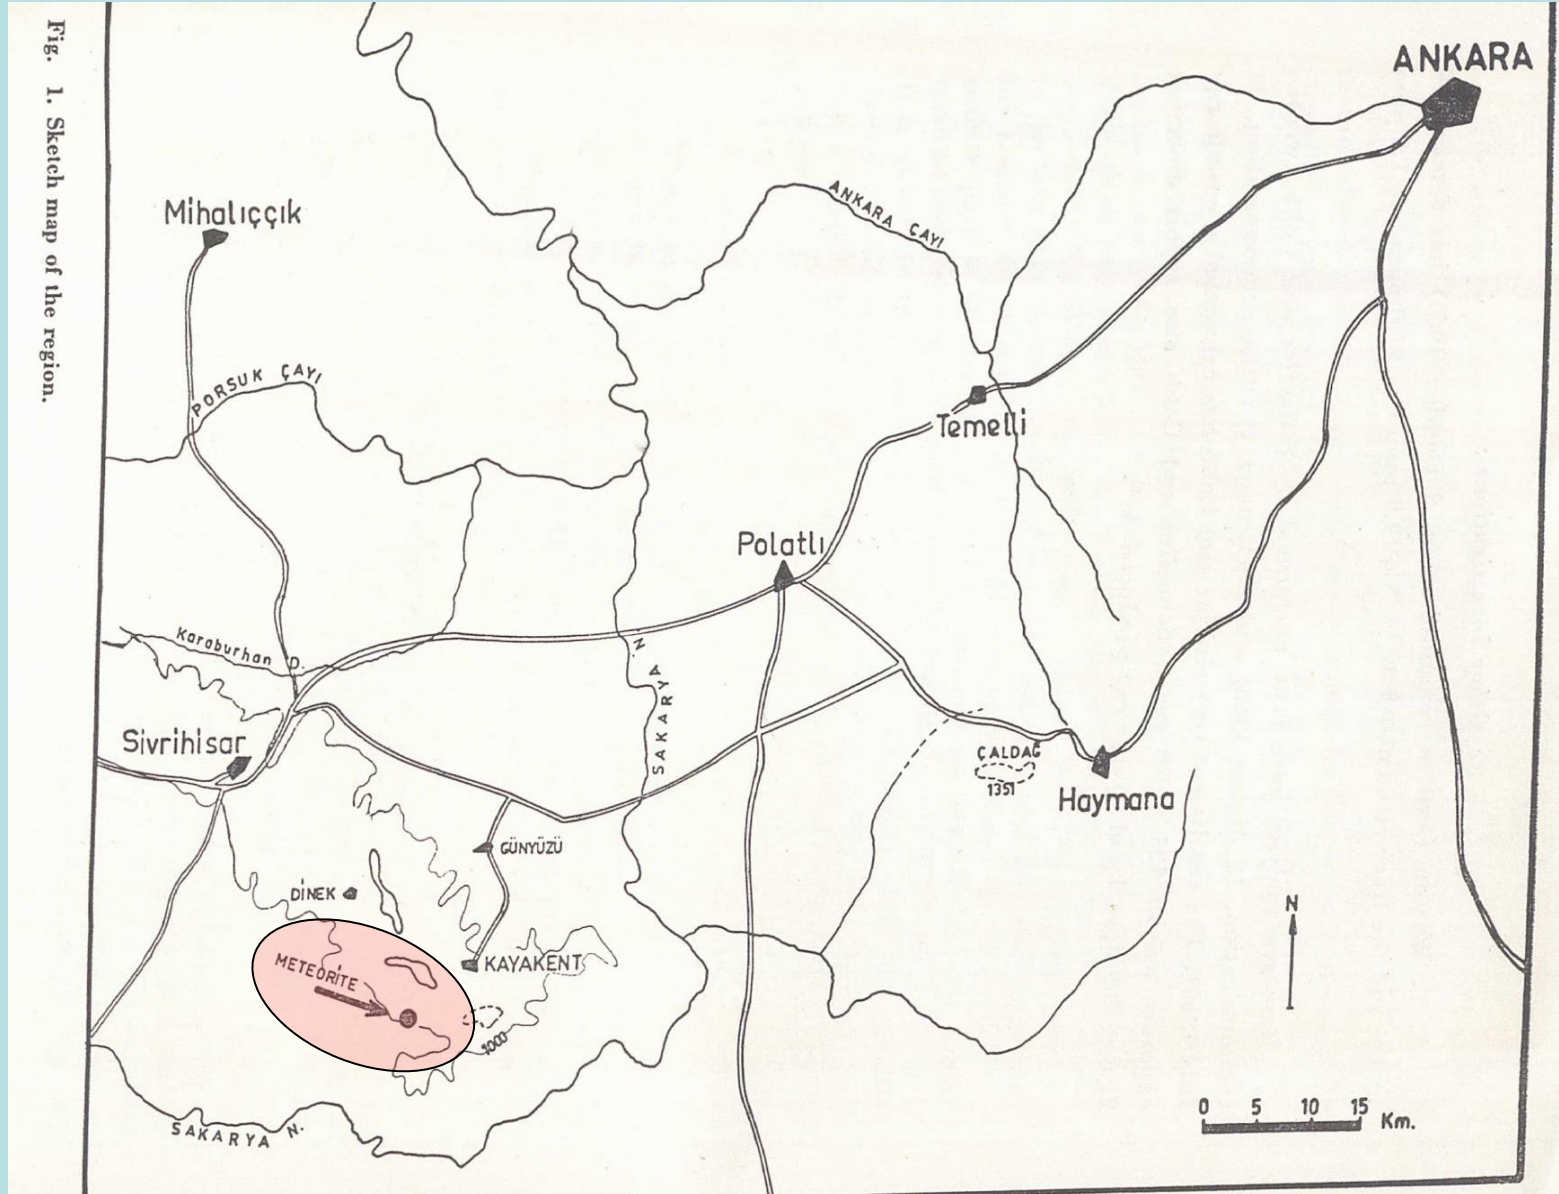 Fig. 1. Sketch map of the region.
ANKARA
Mihalıççık
ANKARA ÇAYI
PORSUK ÇAYI
Temelli
Polatlı
Karaburhan D.
SAKARYA N.
Sivrihisar
ÇALDAĞ
1351
Haymana
GÜNYÜZÜ
DİNEK
KAYAKENT
METEORİTE
1000
N
SAKARYA N.
0 5 10 15 Km.